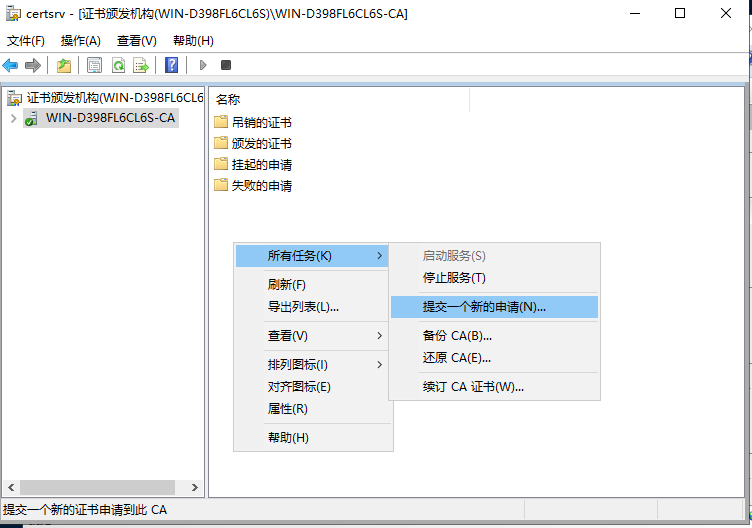 certsrv - [证书颁发机构(WIN-D398FL6CL6S)\WIN-D398FL6CL6S-CA]
文件(F) 操作(A) 查看(V) 帮助(H)
证书颁发机构(WIN-D398FL6CL6
WIN-D398FL6CL6S-CA
名称
吊销的证书
颁发的证书
挂起的申请
失败的申请
所有任务(K)
刷新(F)
导出列表(L)...
查看(V)
排列图标(I)
对齐图标(E)
属性(R)
帮助(H)
启动服务(S)
停止服务(T)
提交一个新的申请(N)...
备份 CA(B)...
还原 CA(E)...
续订 CA 证书(W)...
提交一个新的证书申请到此 CA